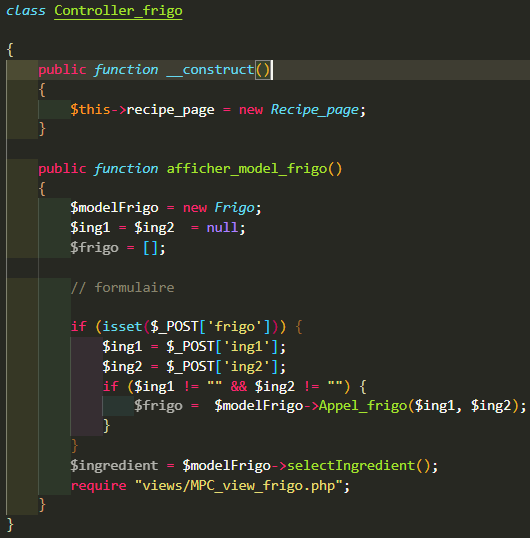 class Controller_frigo
{
public function __construct()
{
$this->recipe_page = new Recipe_page;
}
public function afficher_model_frigo()
{
$modelFrigo = new Frigo;
$ing1 = $ing2  = null;
$frigo = [];
// formulaire
if (isset($_POST['frigo'])) {
$ing1 = $_POST['ing1'];
$ing2 = $_POST['ing2'];
if ($ing1 != "" && $ing2 != "") {
$frigo =  $modelFrigo->Appel_frigo($ing1, $ing2);
}
}
$ingredient = $modelFrigo->selectIngredient();
require "views/MPC_view_frigo.php";
}
}